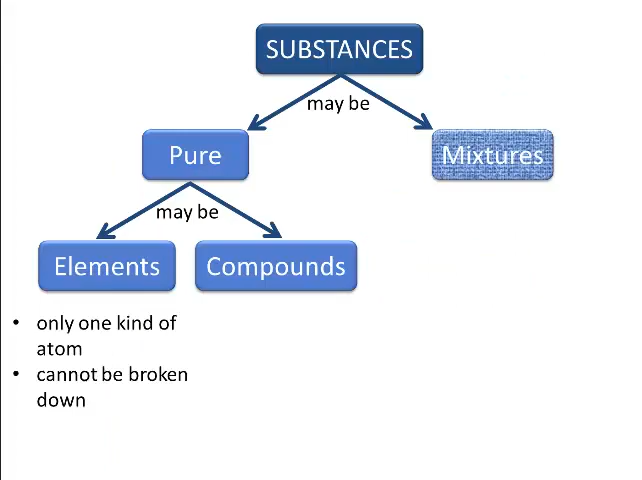 SUBSTANCES
may be
Pure
Mixtures
may be
Elements
Compounds
• only one kind of
atom
• cannot be broken
down